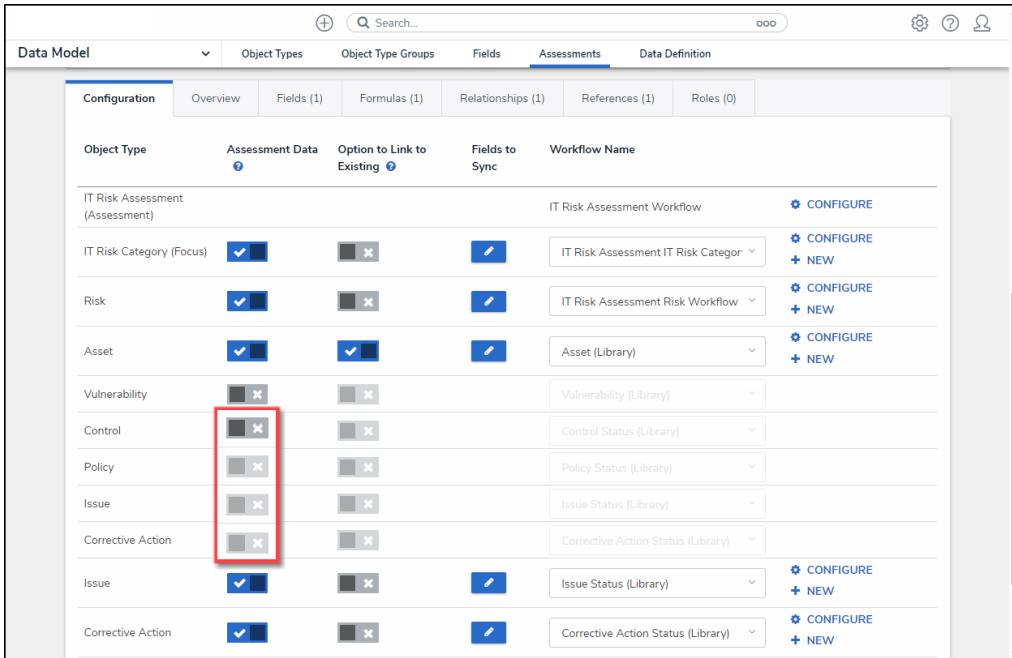 Search...
Data Model
Object Types
Object Type Groups
Fields
Assessments
Data Definition
Configuration
Overview
Fields (1)
Formulas (1)
Relationships (1)
References (1)
Roles (0)
Object Type
Assessment Data
Option to Link to
Existing
Fields to
Sync
Workflow Name
IT Risk Assessment
(Assessment)
IT Risk Assessment Workflow
CONFIGURE
IT Risk Category (Focus)
IT Risk Assessment IT Risk Categor
CONFIGURE
+ NEW
Risk
IT Risk Assessment Risk Workflow
CONFIGURE
+ NEW
Asset
Asset (Library)
CONFIGURE
+ NEW
Vulnerability
Vulnerability (Library)
Control
Control Status (Library)
Policy
Policy Status (Library)
Issue
Issue Status (Library)
Corrective Action
Corrective Action Status (Library)
Issue
Issue Status (Library)
CONFIGURE
+ NEW
Corrective Action
Corrective Action Status (Library)
CONFIGURE
+ NEW